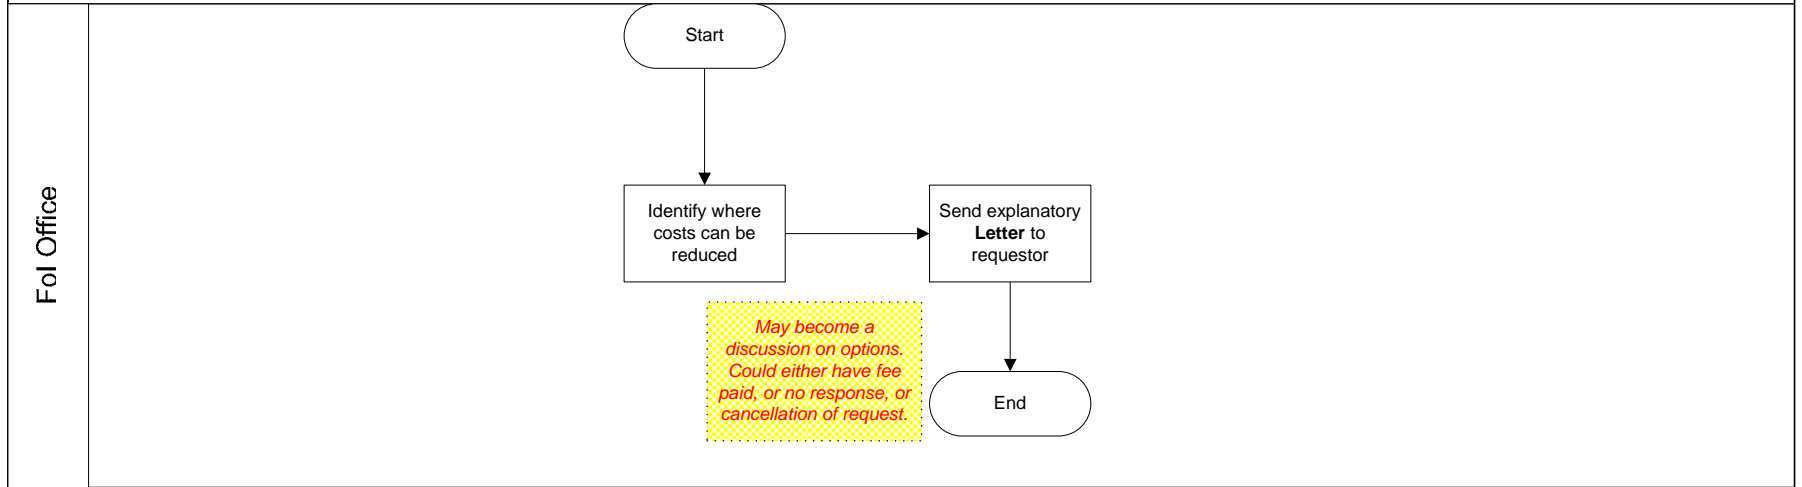 Start
FoI Office
Identify where
costs can be
reduced
Send explanatory
Letter to
requestor
May become a
discussion on options.
Could either have fee
paid, or no response, or
cancellation of request.
End